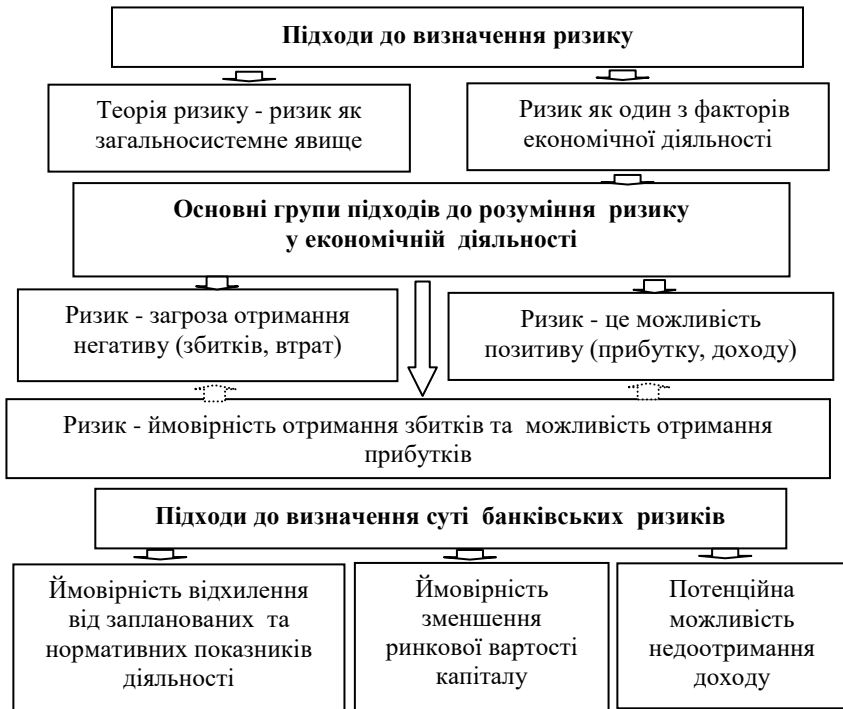 Підходи до визначення ризику
Теорія ризику - ризик як
загальносистемне явище
Ризик як один з факторів
економічної діяльності
Основні групи підходів до розуміння ризику
у економічній діяльності
Ризик - загроза отримання
негативу (збитків, втрат)
Ризик - це можливість
позитиву (прибутку, доходу)
Ризик - ймовірність отримання збитків та можливість отримання
прибутків
Підходи до визначення суті банківських ризиків
Ймовірність відхилення
від запланованих та
нормативних показників
діяльності
Ймовірність
зменшення
ринкової вартості
капіталу
Потенційна
можливість
недоотримання
доходу